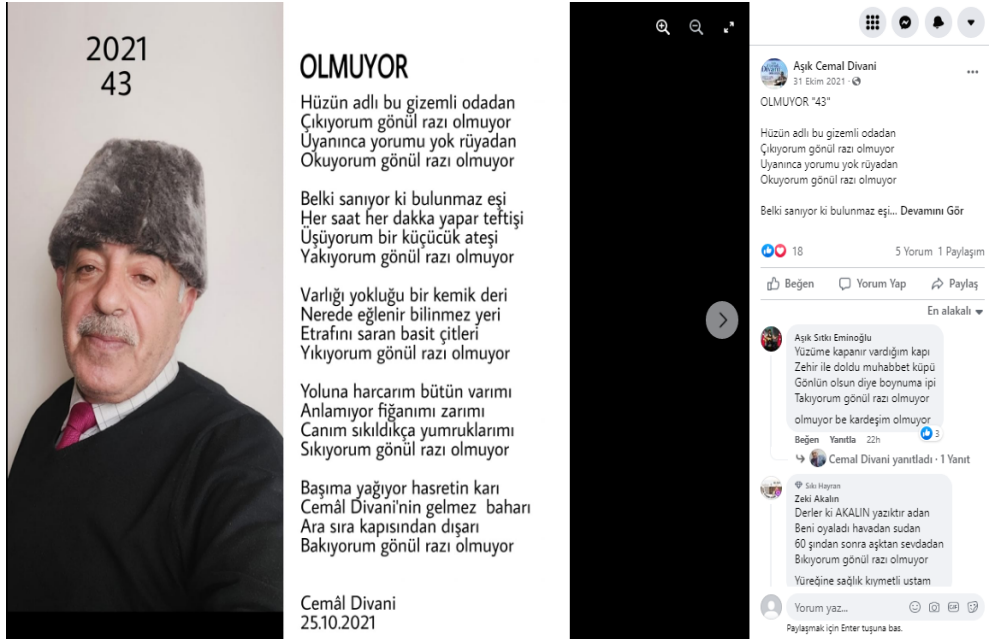 2021
43
OLMUYOR
Hüzün adlı bu gizemli odadan
Çıkıyorum gönül razı olmuyor
Uyanınca yorumu yok rüyadan
Okuyorum gönül razı olmuyor
Belki sanıyor ki bulunmaz eşi
Her saat her dakka yapar teftişi
Üşüyorum bir küçücük ateşi
Yakıyorum gönül razı olmuyor
Varlığı yokluğu bir kemik deri
Nerede eğlenir bilinmez yeri
Etrafını saran basit çitleri
Yıkıyorum gönül razı olmuyor
Yoluna harcarım bütün varımı
Anlamıyor fiğanımı zarımı
Canım sıkıldıkça yumruklarımı
Sıkıyorum gönül razı olmuyor
Başıma yağıyor hasretin karı
Cemâl Divani'nin gelmez baharı
Ara sıra kapısından dışarı
Bakıyorum gönül razı olmuyor
Cemâl Divani
25.10.2021
Aşık Cemal Divani
31 Ekim 2021 ·
OLMUYOR "43"
Hüzün adlı bu gizemli odadan
Çıkıyorum gönül razı olmuyor
Uyanınca yorumu yok rüyadan
Okuyorum gönül razı olmuyor
Belki sanıyor ki bulunmaz eşi... Devamını Gör
18 5 Yorum 1 Paylaşım
Beğen Yorum Yap Paylaş
En alakalı
Aşık Sıtkı Eminoğlu
Yüzüme kapanır vardığım kapı
Zehir ile doldu muhabbet küpü
Gönlün olsun diye boynuma ipi
Takıyorum gönül razı olmuyor
olmuyor be kardeşim olmuyor
3
Beğen Yanıtla 22h
Cemal Divani yanıtladı · 1 Yanıt
Sıkı Hayran
Zeki Akalın
Derler ki AKALIN yazıktır adan
Beni oyaladı havadan sudan
60 şından sonra aşktan sevdadan
Bıkıyorum gönül razı olmuyor
Yüreğine sağlık kıymetli ustam
Yorum yaz...
GIF
Paylaşmak için Enter tuşuna bas.